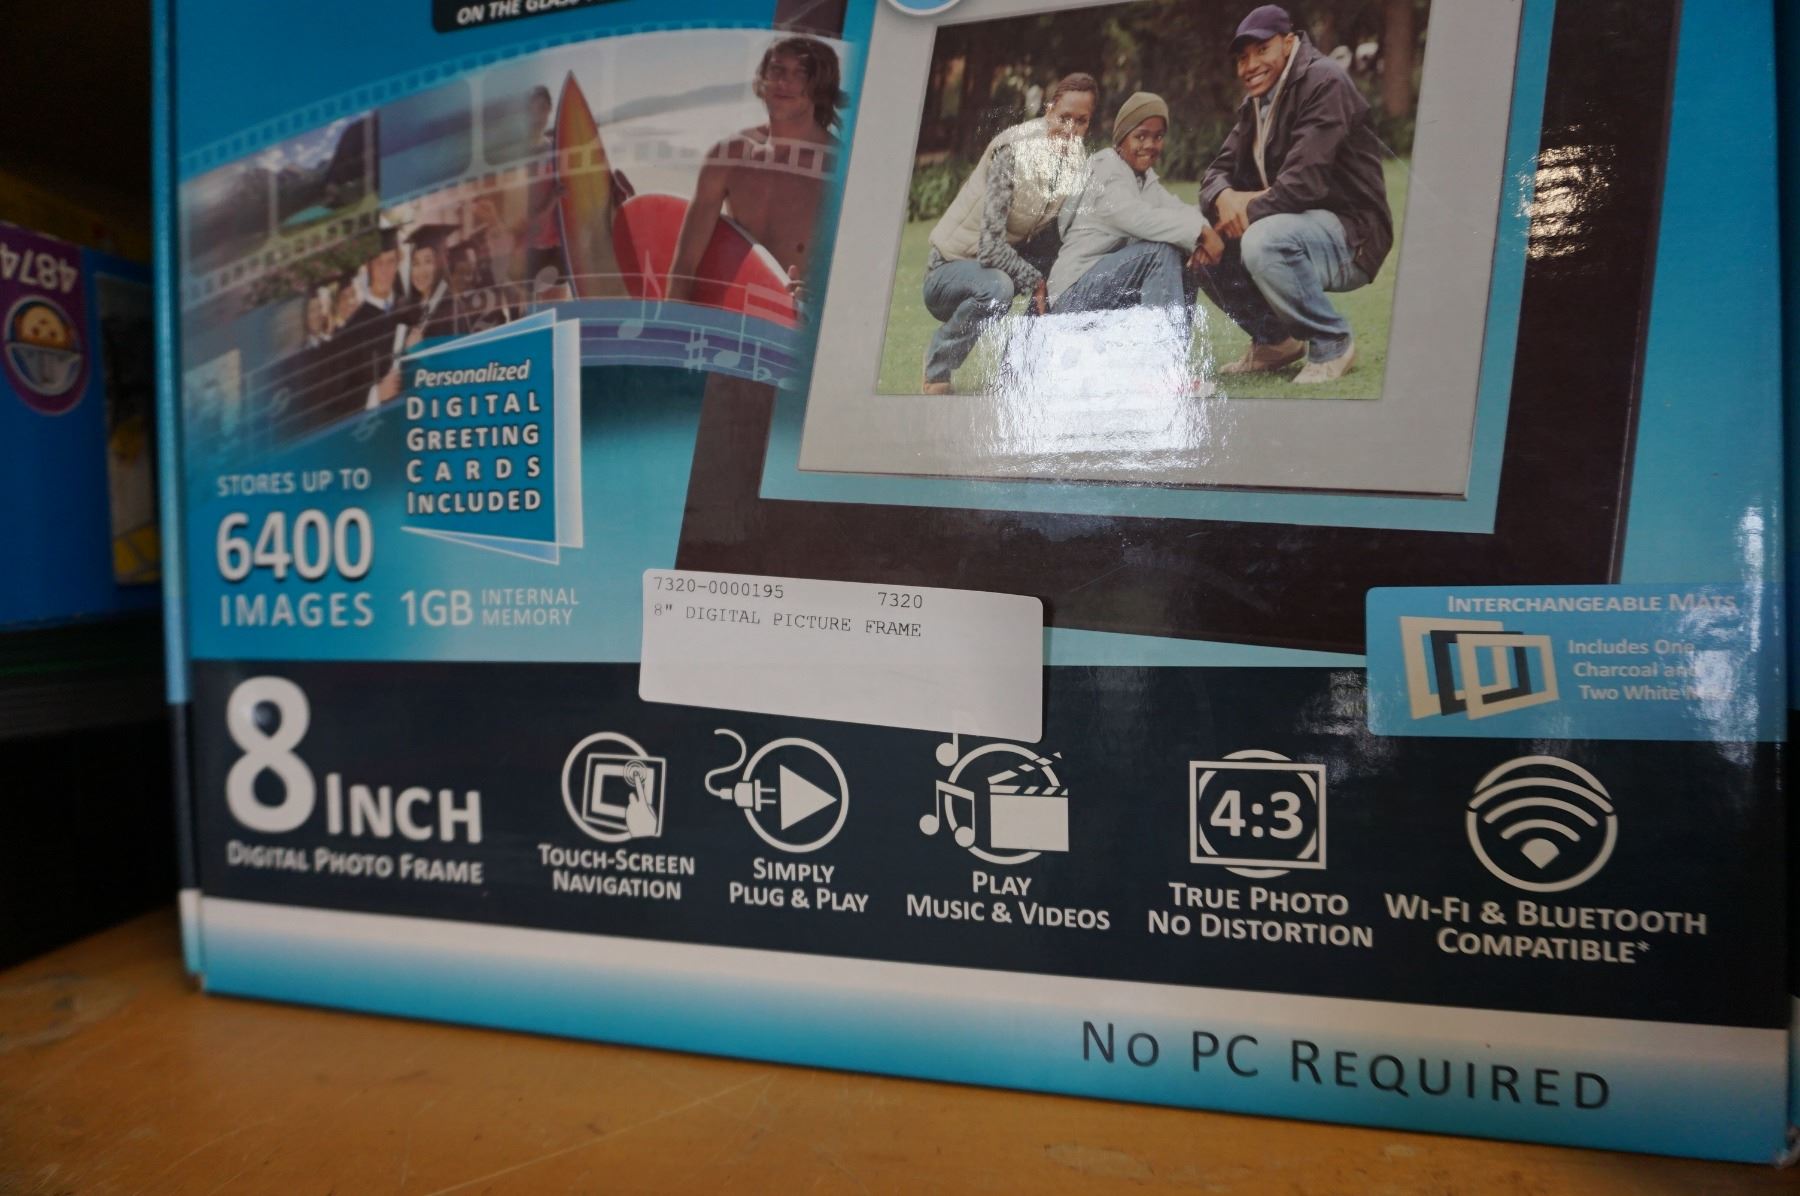 ON THE GLASS
4874
Personalized
DIGITAL
GREETING
CARDS
INCLUDED
STORES UP TO
6400
IMAGES
1GB INTERNAL
MEMORY
7320-0000195 7320
8" DIGITAL PICTURE FRAME
INTERCHANGEABLE MATS
Includes One
Charcoal and
Two White
8 INCH
DIGITAL PHOTO FRAME
TOUCH-SCREEN
NAVIGATION
SIMPLY
PLUG & PLAY
PLAY
MUSIC & VIDEOS
4:3
TRUE PHOTO
NO DISTORTION
WI-FI & BLUETOOTH
COMPATIBLE*
NO PC REQUIRED